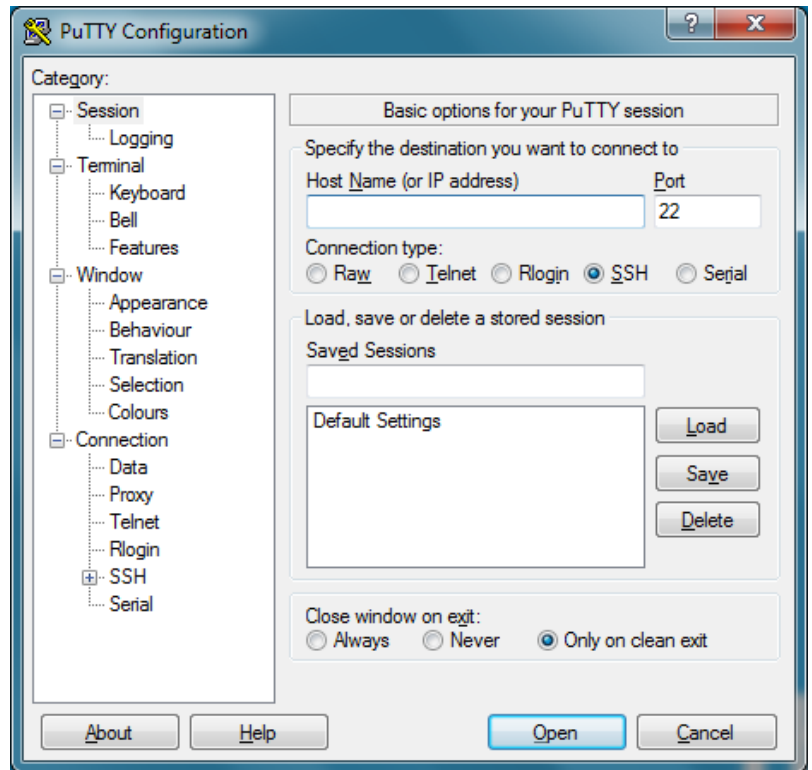 PuTTY Configuration
?
X
Category:
Session
Logging
Terminal
Keyboard
Bell
Features
Window
Appearance
Behaviour
Translation
Selection
Colours
Connection
Data
Proxy
Telnet
Rlogin
SSH
Serial
Basic options for your PuTTY session
Specify the destination you want to connect to
Host Name (or IP address) Port
22
Connection type:
Raw Telnet Rlogin SSH Serial
Load, save or delete a stored session
Saved Sessions
Default Settings
Load
Save
Delete
Close window on exit:
Always Never Only on clean exit
About Help Open Cancel